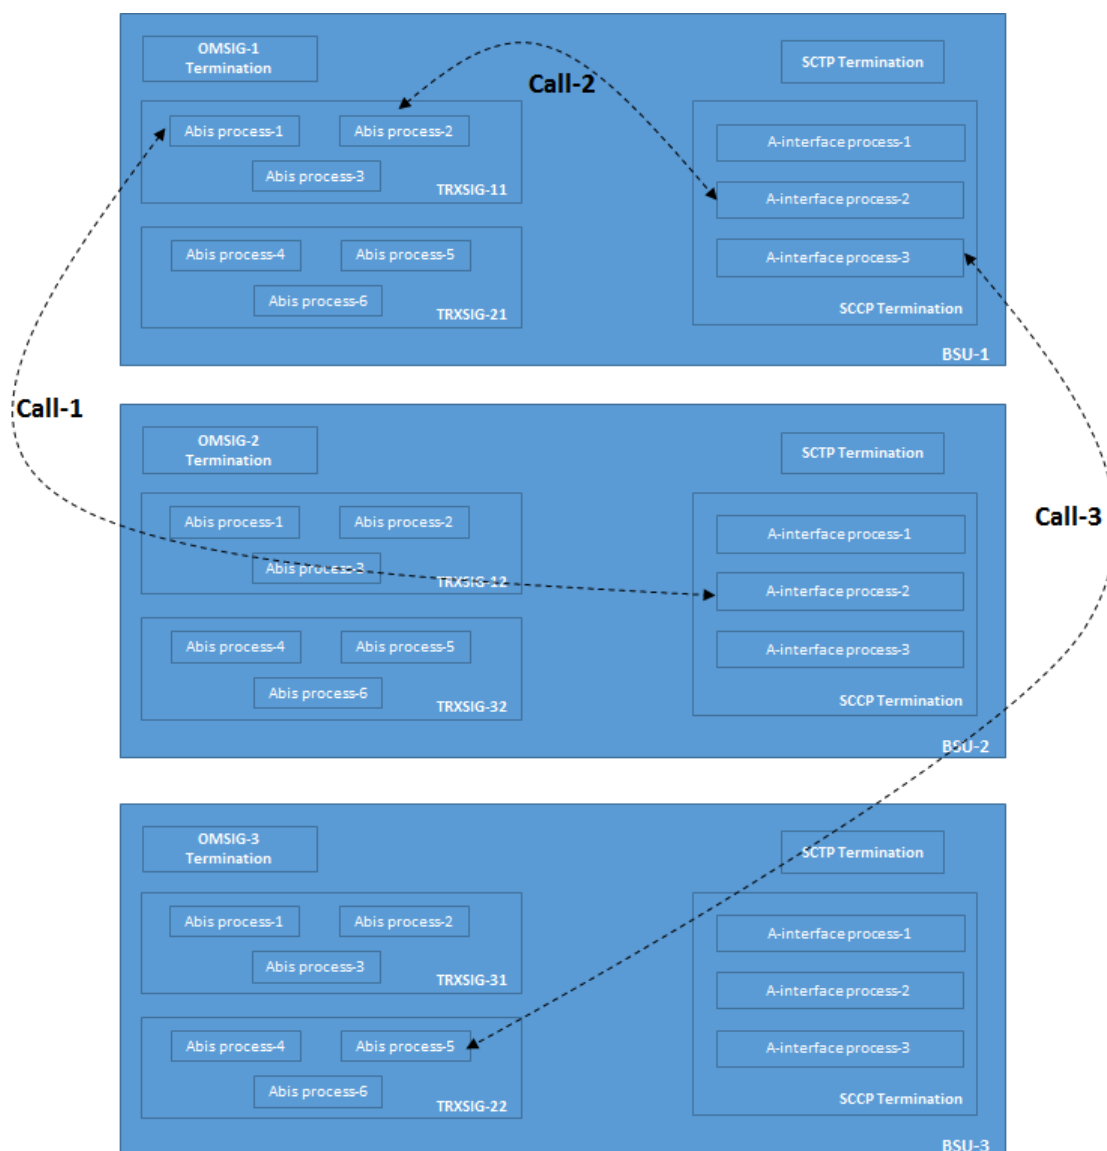 OMSIG-1
Termination
Call-2
SCTP Termination
Abis process-1
Abis process-2
Abis process-3
TRXSIG-11
A-interface process-1
A-interface process-2
A-interface process-3
SCCP Termination
Abis process-4
Abis process-5
Abis process-6
TRXSIG-21
BSU-1
Call-1
OMSIG-2
Termination
SCTP Termination
Abis process-1
Abis process-2
Abis process-3
TRXSIG-12
A-interface process-1
A-interface process-2
A-interface process-3
SCCP Termination
Call-3
Abis process-4
Abis process-5
Abis process-6
TRXSIG-32
BSU-2
OMSIG-3
Termination
SCTP Termination
Abis process-1
Abis process-2
Abis process-3
TRXSIG-31
A-interface process-1
A-interface process-2
A-interface process-3
SCCP Termination
Abis process-4
Abis process-5
Abis process-6
TRXSIG-22
BSU-3